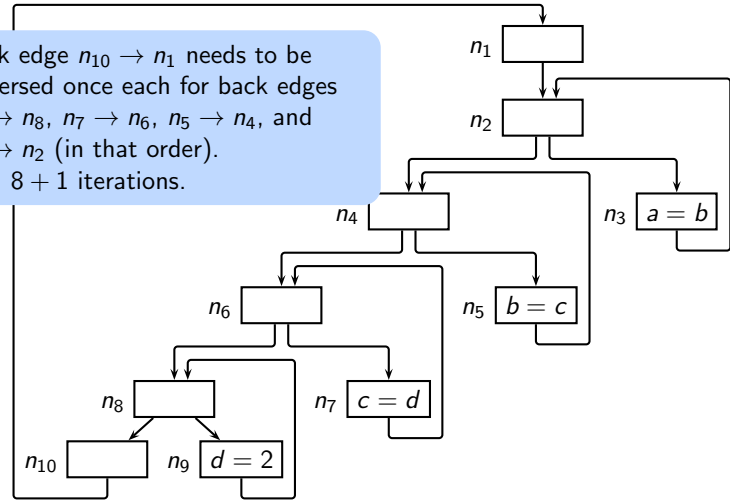 k edge n₁₀ → n₁ needs to be
ersed once each for back edges
→ n₈, n₇ → n₆, n₅ → n₄, and
→ n₂ (in that order).
8 + 1 iterations.
n₁
n₂
n₃ a = b
n₄
n₅ b = c
n₆
n₇ c = d
n₈
n₁₀
n₉ d = 2